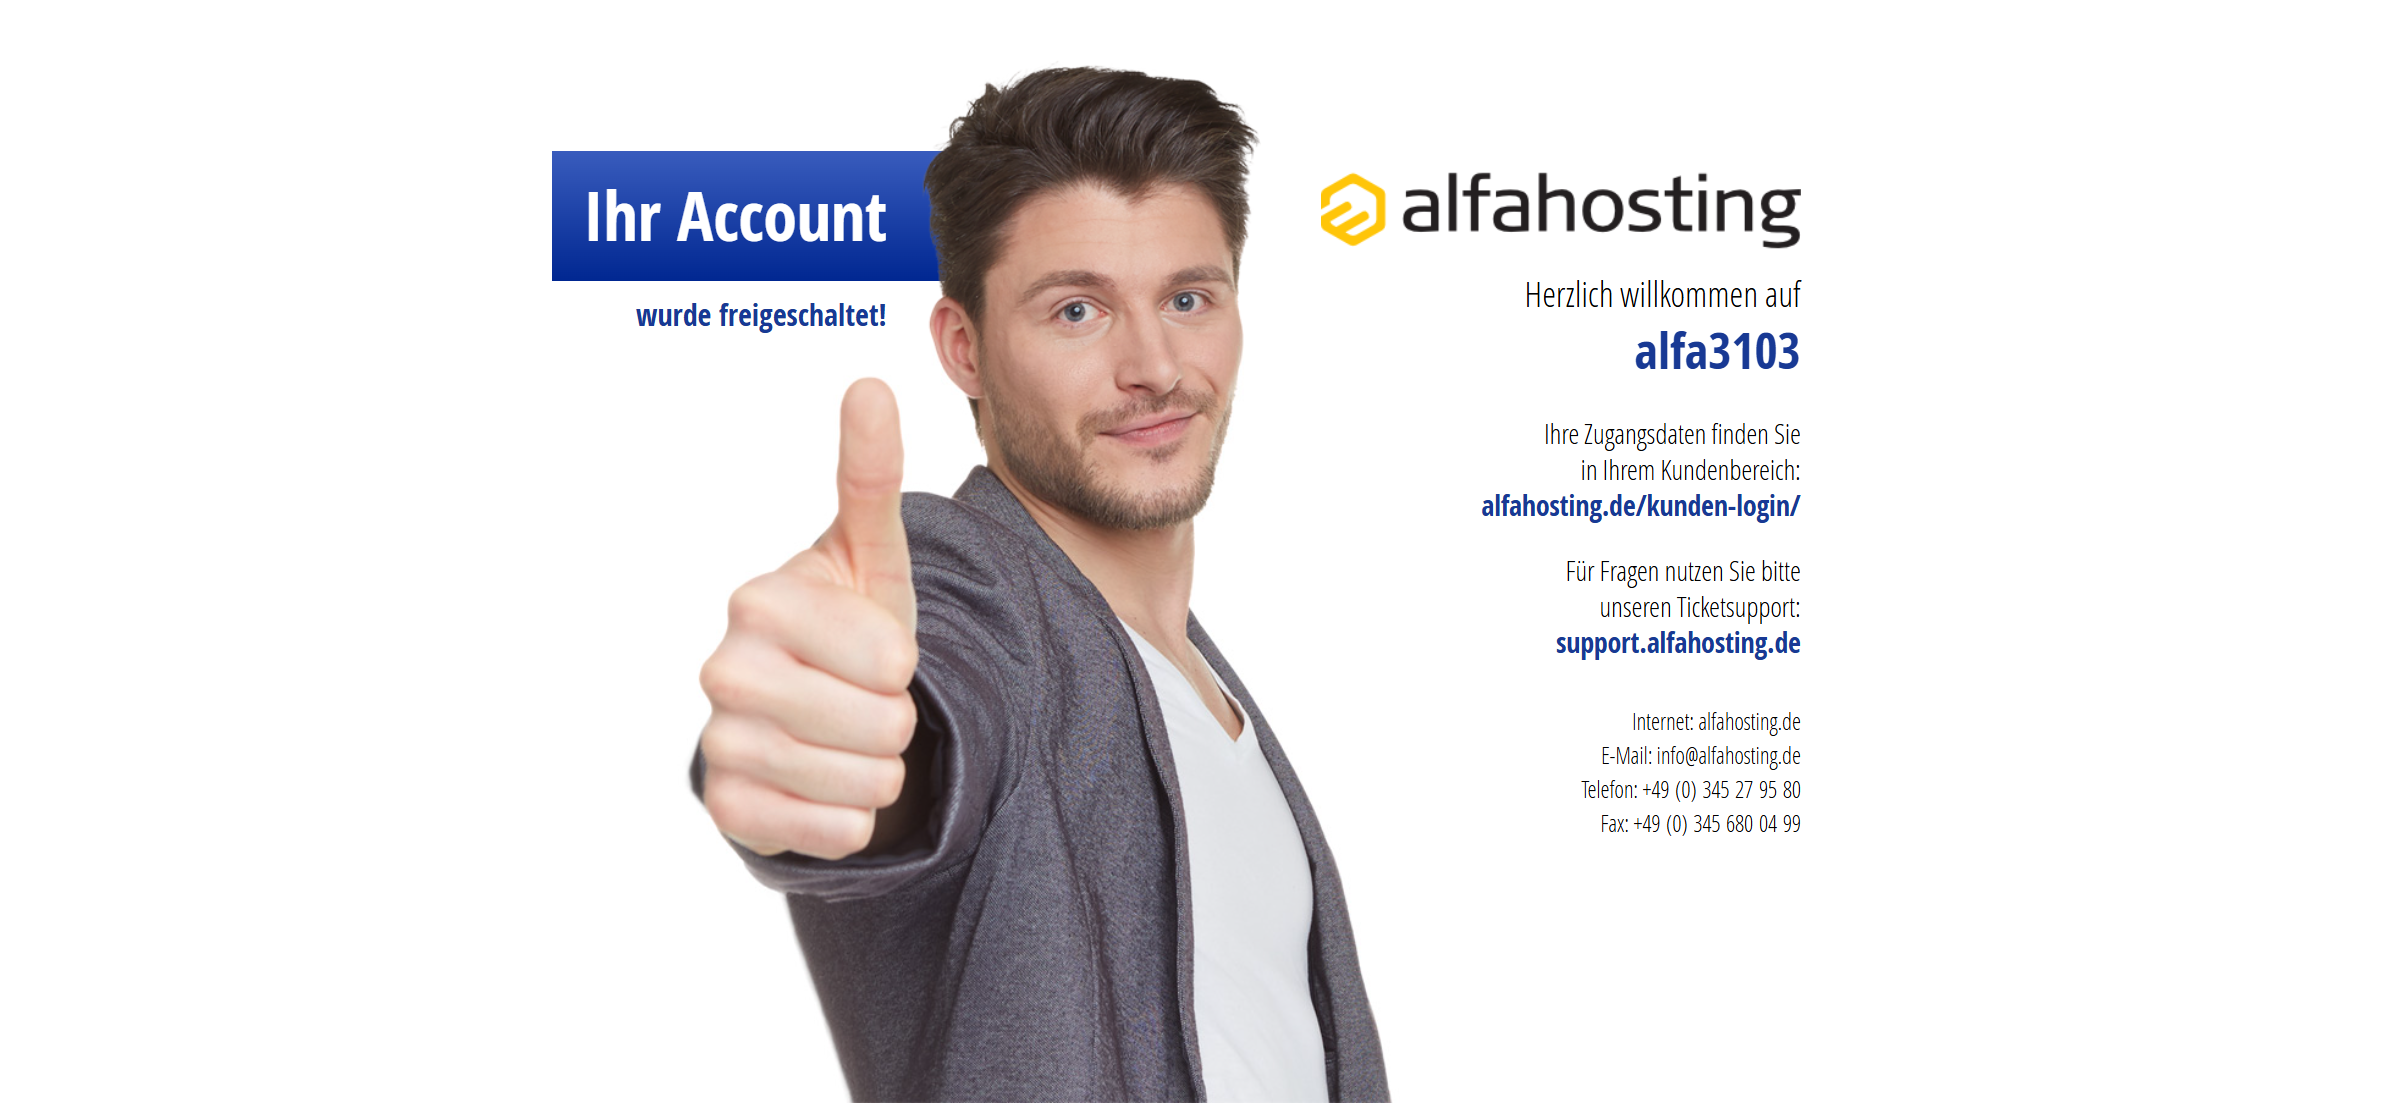 Ihr Account
wurde freigeschaltet!
alfahosting
Herzlich willkommen auf
alfa3103
Ihre Zugangsdaten finden Sie
in Ihrem Kundenbereich:
alfahosting.de/kunden-login/
Für Fragen nutzen Sie bitte
unseren Ticketsupport:
support.alfahosting.de
Internet: alfahosting.de
E-Mail: info@alfahosting.de
Telefon: +49 (0) 345 27 95 80
Fax: +49 (0) 345 680 04 99